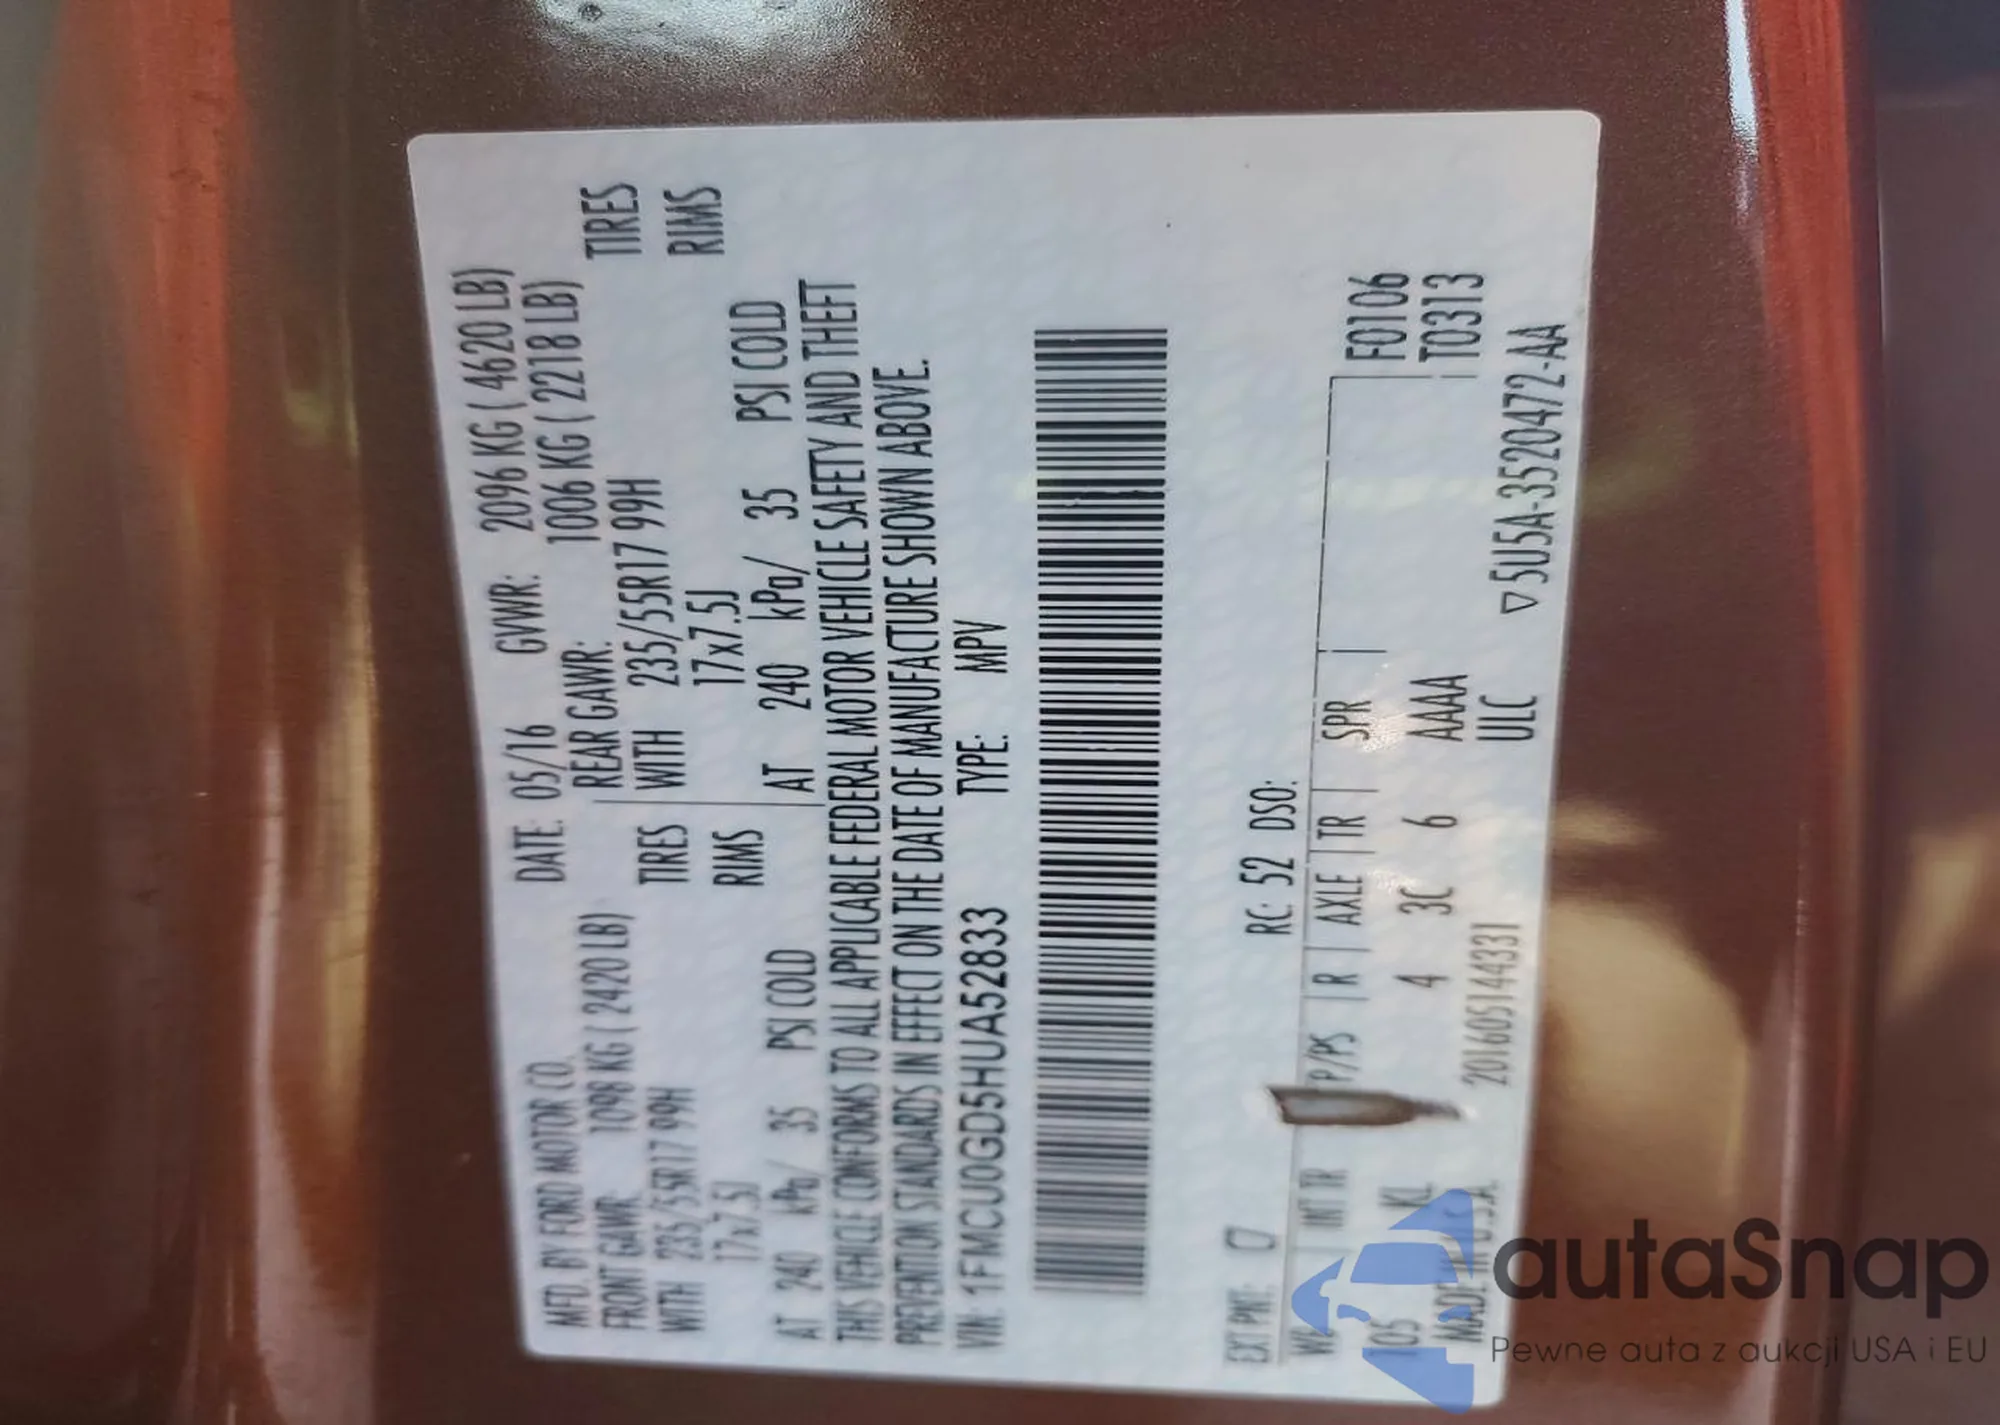 MFD. BY FORD MOTOR CO. DATE: 05/16 GVWR: 2096 KG ( 4620 LB)
FRONT GAWR: 1098 KG ( 2420 LB) REAR GAWR: 1006 KG ( 2218 LB)
WITH 235/55R17 99H TIRES WITH 235/55R17 99H TIRES
17x7.5J RIMS 17x7.5J RIMS
AT 240 kPa/ 35 PSI COLD AT 240 kPa/ 35 PSI COLD
THIS VEHICLE CONFORMS TO ALL APPLICABLE FEDERAL MOTOR VEHICLE SAFETY AND THEFT
PREVENTION STANDARDS IN EFFECT ON THE DATE OF MANUFACTURE SHOWN ABOVE.
VIN: 1FMCU0GD5HUA52833 TYPE: MPV
EXT PNT: RC: 52 DSO:
INT TR P/PS R AXLE TR SPR F0106
105 KL 4 3C 6 AAAA T0313
201605144331 ULC
5U5A-3520472-AA
autaSnap
Pewne auta z aukcji USA i EU